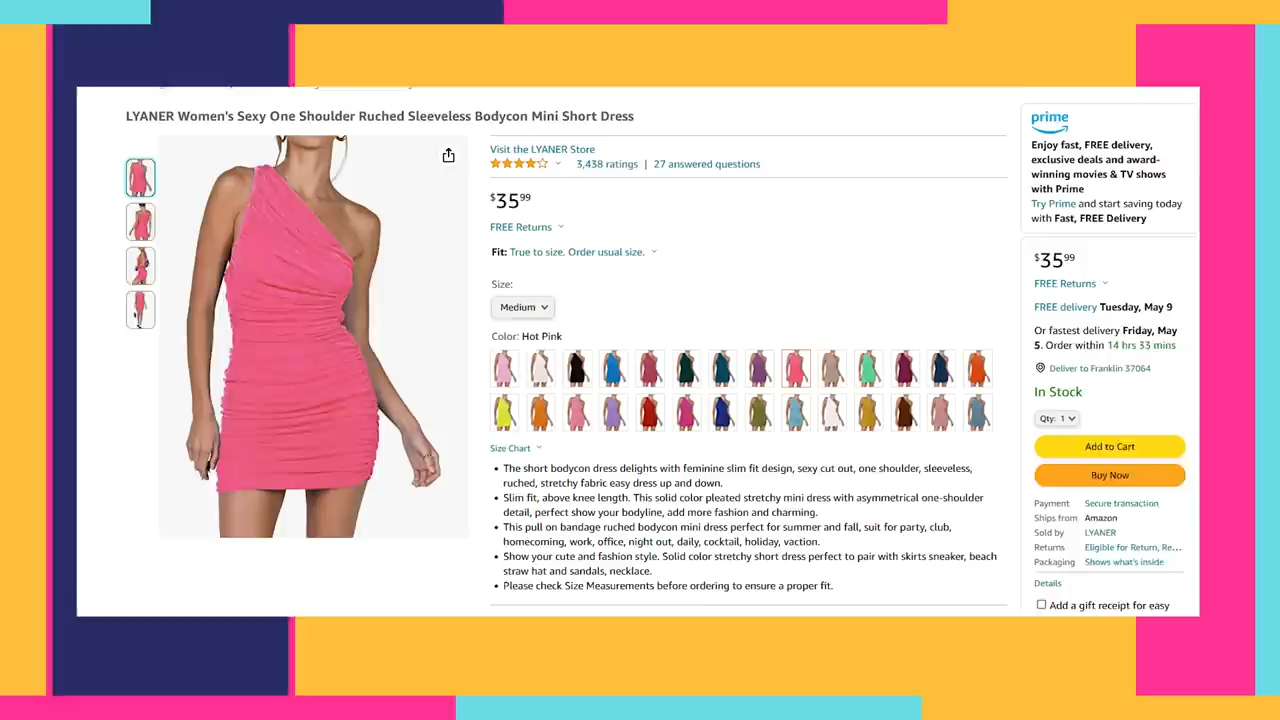 LYANER Women's Sexy One Shoulder Ruched Sleeveless Bodycon Mini Short Dress
Visit the LYANER Store
3,438 ratings | 27 answered questions
$35 99
FREE Returns
Fit: True to size. Order usual size.
Size:
Medium
Color: Hot Pink
Size Chart
• The short bodycon dress delights with feminine slim fit design, sexy cut out, one shoulder, sleeveless,
ruched, stretchy fabric easy dress up and down.
• Slim fit, above knee length. This solid color pleated stretchy mini dress with asymmetrical one-shoulder
detail, perfect show your bodyline, add more fashion and charming.
• This pull on bandage ruched bodycon mini dress perfect for summer and fall, suit for party, club,
homecoming, work, office, night out, daily, cocktail, holiday, vaction.
• Show your cute and fashion style. Solid color stretchy short dress perfect to pair with skirts sneaker, beach
straw hat and sandals, necklace.
• Please check Size Measurements before ordering to ensure a proper fit.
prime
Enjoy fast, FREE delivery,
exclusive deals and award-
winning movies & TV shows
with Prime
Try Prime and start saving today
with Fast, FREE Delivery
$35 99
FREE Returns
FREE delivery Tuesday, May 9
Or fastest delivery Friday, May
5. Order within 14 hrs 33 mins
Deliver to Franklin 37064
In Stock
Qty: 1
Add to Cart
Buy Now
Payment Secure transaction
Ships from Amazon
Sold by LYANER
Returns Eligible for Return, Re...
Packaging Shows what's inside
Details
Add a gift receipt for easy